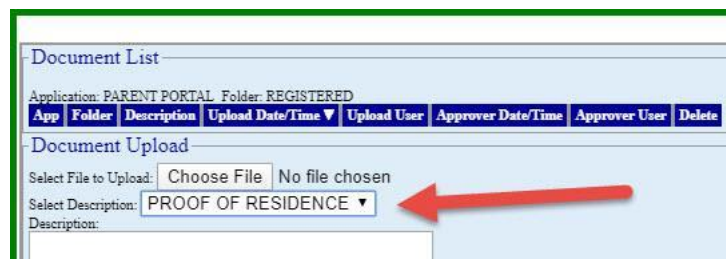 Document List
Application: PARENT PORTAL Folder: REGISTERED
App Folder Description Upload Date/Time ▼ Upload User Approver Date/Time Approver User Delete
Document Upload
Select File to Upload: Choose File No file chosen
Select Description: PROOF OF RESIDENCE ▼
Description: